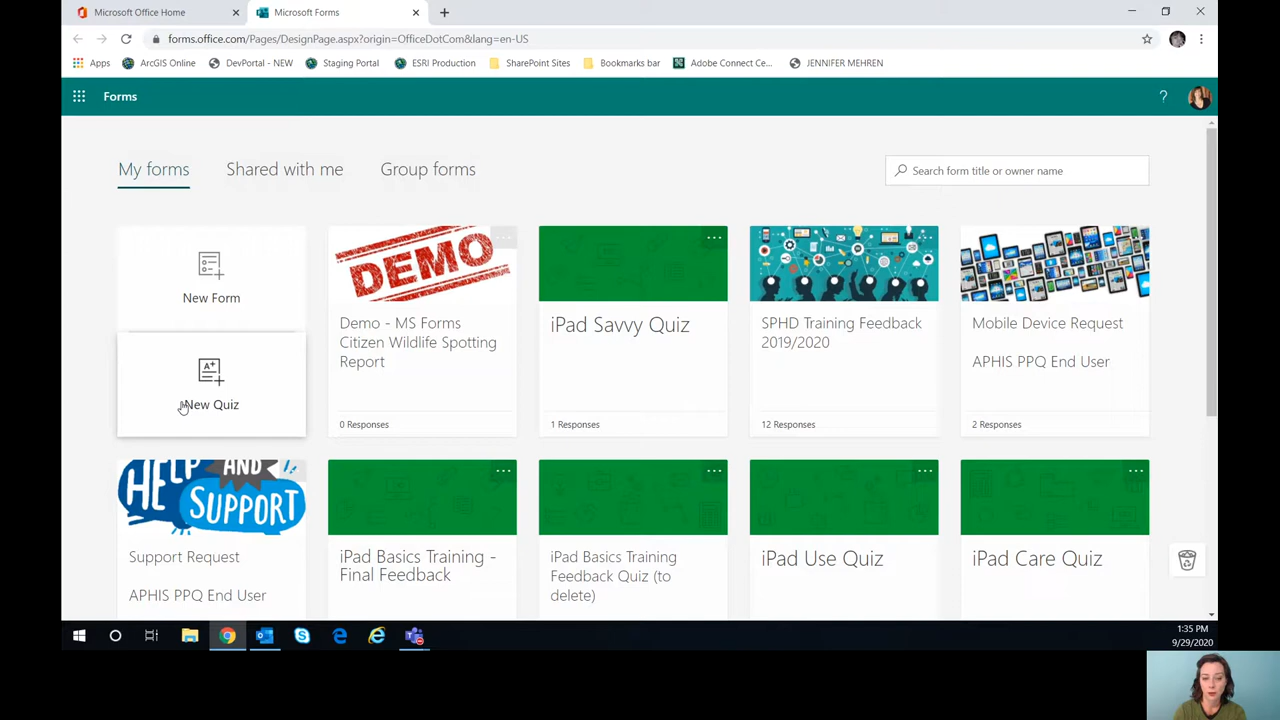 Microsoft Office Home
Microsoft Forms
forms.office.com/Pages/DesignPage.aspx?origin=OfficeDotCom&lang=en-US
Apps
ArcGIS Online
DevPortal - NEW
Staging Portal
ESRI Production
SharePoint Sites
Bookmarks bar
Adobe Connect Ce...
JENNIFER MEHREN
Forms
?
My forms
Shared with me
Group forms
Search form title or owner name
New Form
DEMO
Demo - MS Forms
Citizen Wildlife Spotting
Report
0 Responses
iPad Savvy Quiz
1 Responses
SPHD Training Feedback
2019/2020
12 Responses
Mobile Device Request
APHIS PPQ End User
2 Responses
A+
New Quiz
HELP AND
SUPPORT
Support Request
APHIS PPQ End User
iPad Basics Training -
Final Feedback
iPad Basics Training
Feedback Quiz (to
delete)
iPad Use Quiz
iPad Care Quiz
1:35 PM
9/29/2020